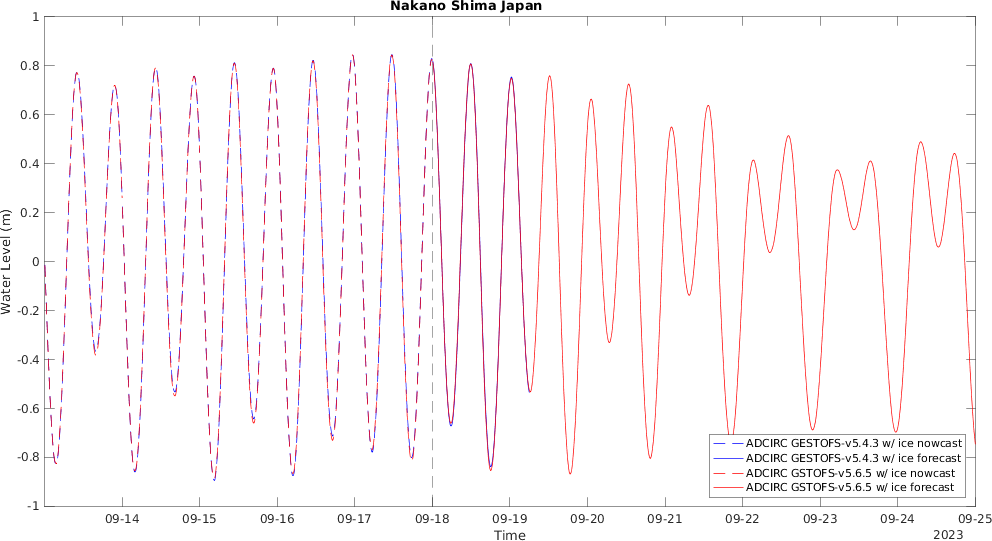 Nakano Shima Japan
1
0.8
0.6
0.4
0.2
0
-0.2
-0.4
-0.6
-0.8
-1
Water Level (m)
ADCIRC GESTOFS-v5.4.3 w/ ice nowcast
ADCIRC GESTOFS-v5.4.3 w/ ice forecast
ADCIRC GSTOFS-v5.6.5 w/ ice nowcast
ADCIRC GSTOFS-v5.6.5 w/ ice forecast
09-14 09-15 09-16 09-17 09-18 09-19 09-20 09-21 09-22 09-23 09-24 09-25
Time
2023